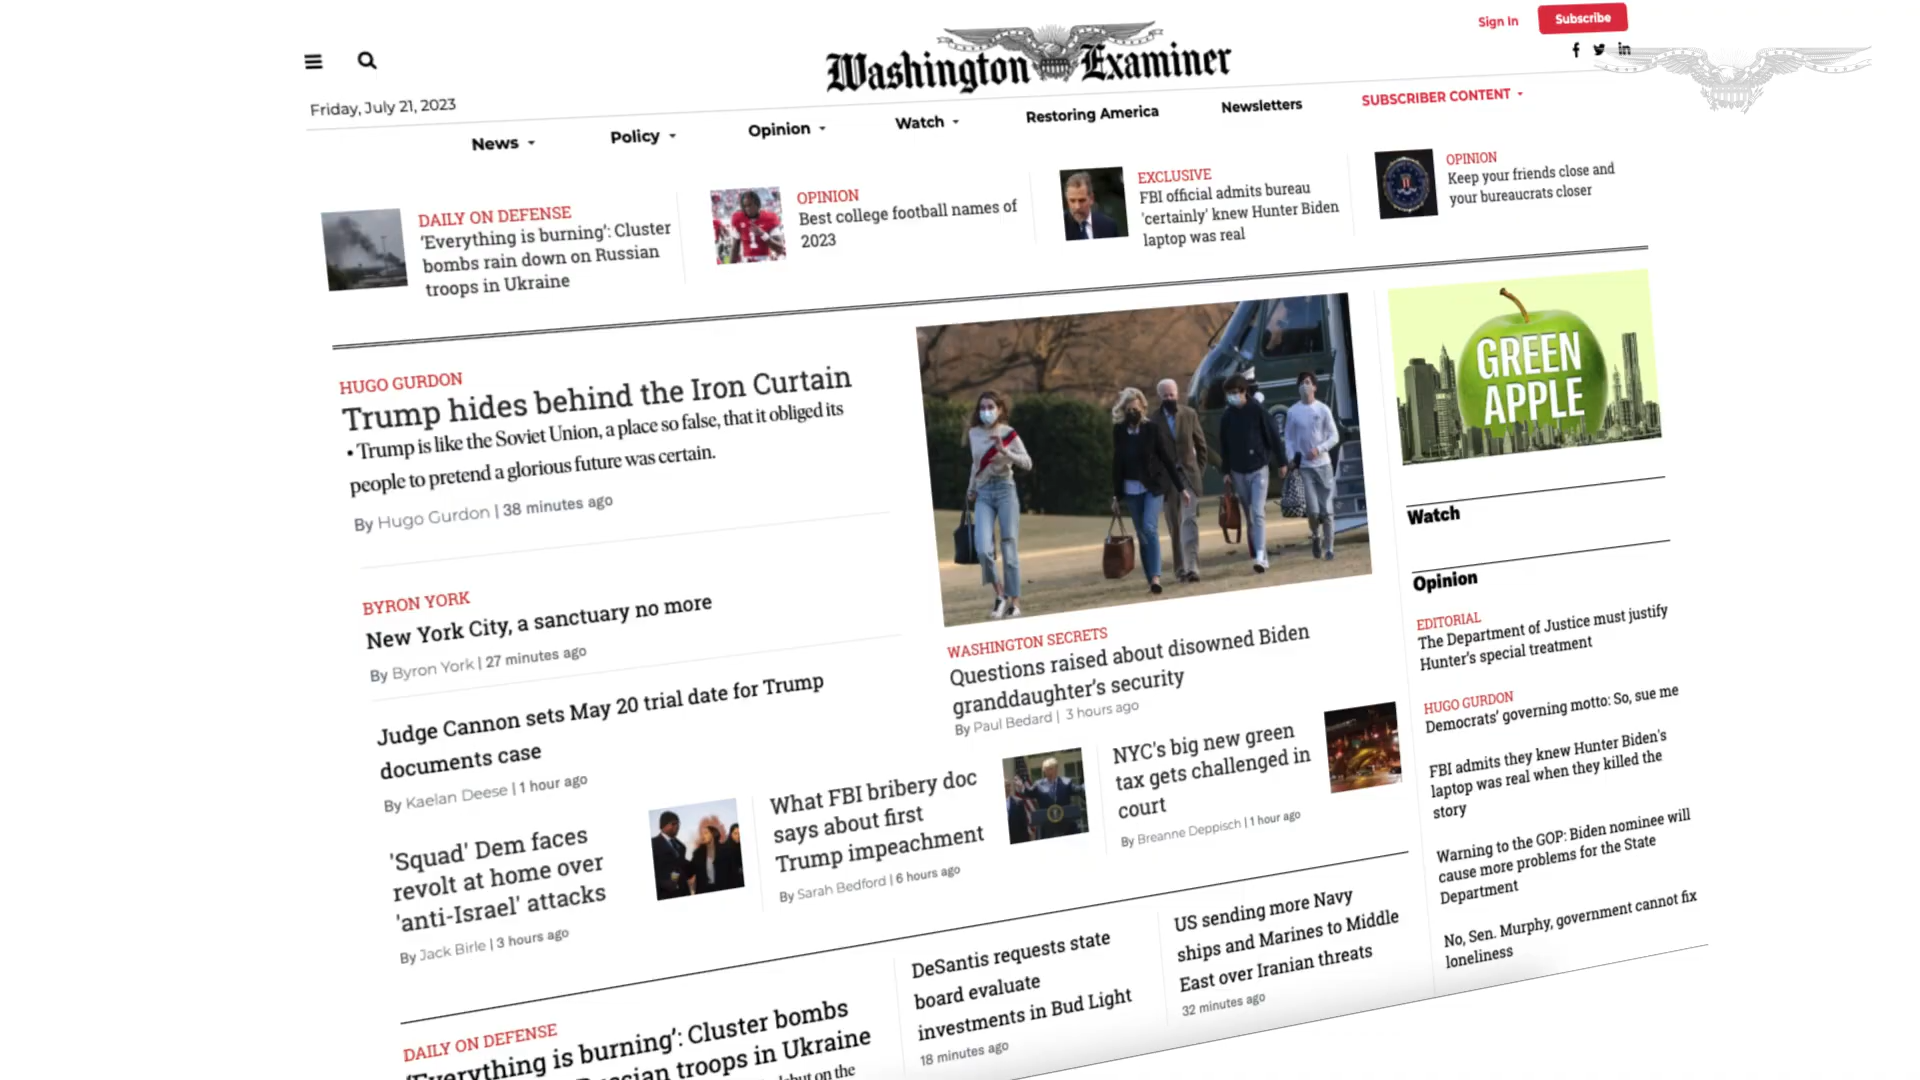 Sign In
Subscribe
Washington Examiner
Friday, July 21, 2023
News
Policy
Opinion
Watch
Restoring America
Newsletters
SUBSCRIBER CONTENT
DAILY ON DEFENSE
‘Everything is burning’: Cluster
bombs rain down on Russian
troops in Ukraine
OPINION
Best college football names of
2023
EXCLUSIVE
FBI official admits bureau
'certainly' knew Hunter Biden
laptop was real
OPINION
Keep your friends close and
your bureaucrats closer
HUGO GURDON
Trump hides behind the Iron Curtain
• Trump is like the Soviet Union, a place so false, that it obliged its
people to pretend a glorious future was certain.
By Hugo Gurdon | 38 minutes ago
BYRON YORK
New York City, a sanctuary no more
By Byron York | 27 minutes ago
Judge Cannon sets May 20 trial date for Trump
documents case
By Kaelan Deese | 1 hour ago
'Squad' Dem faces
revolt at home over
'anti-Israel' attacks
By Jack Birle | 3 hours ago
What FBI bribery doc
says about first
Trump impeachment
By Sarah Bedford | 6 hours ago
WASHINGTON SECRETS
Questions raised about disowned Biden
granddaughter's security
By Paul Bedard | 3 hours ago
NYC's big new green
tax gets challenged in
court
By Breanne Deppisch | 1 hour ago
GREEN
APPLE
Watch
Opinion
EDITORIAL
The Department of Justice must justify
Hunter's special treatment
HUGO GURDON
Democrats' governing motto: So, sue me
FBI admits they knew Hunter Biden's
laptop was real when they killed the
story
Warning to the GOP: Biden nominee will
cause more problems for the State
Department
No, Sen. Murphy, government cannot fix
loneliness
DAILY ON DEFENSE
‘Everything is burning’: Cluster bombs
troops in Ukraine
on the
DeSantis requests state
board evaluate
investments in Bud Light
18 minutes ago
US sending more Navy
ships and Marines to Middle
East over Iranian threats
32 minutes ago